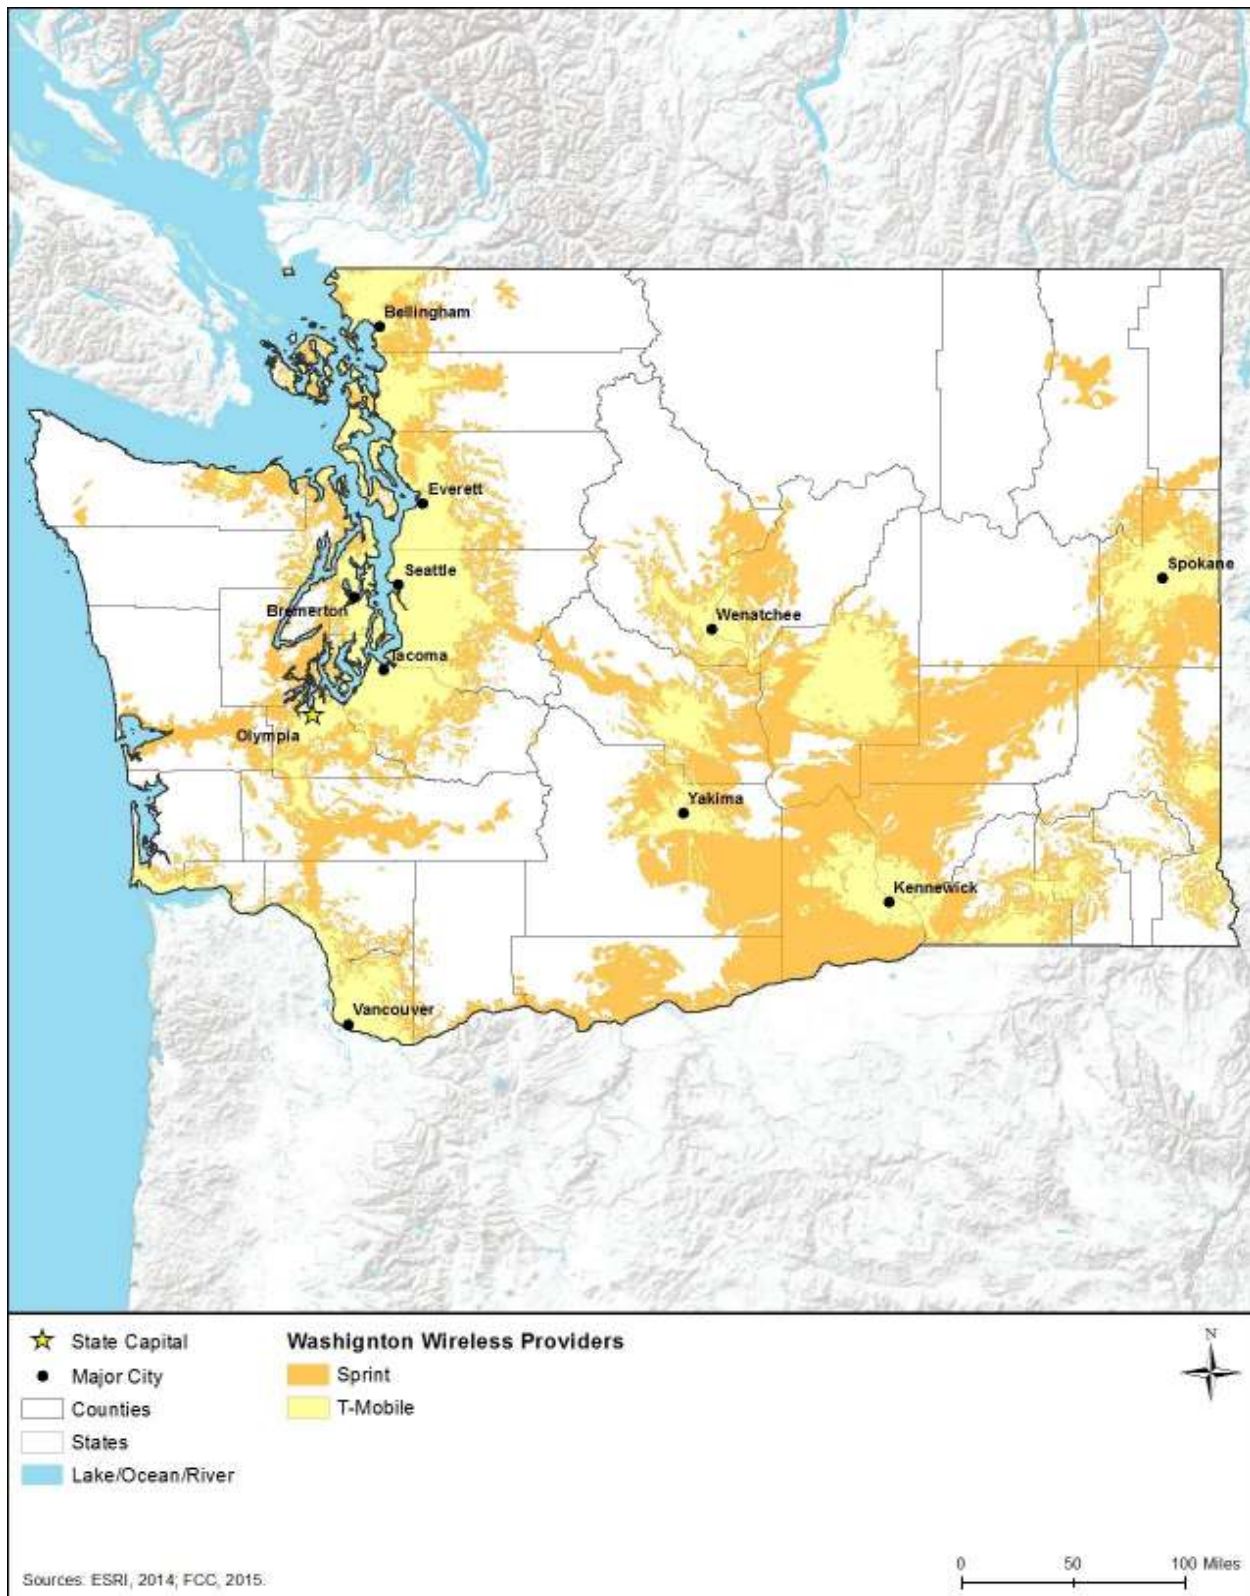 Bellingham
Everett
Seattle
Spokane
Bremerton
Wenatchee
Tacoma
Olympia
Yakima
Kennewick
Vancouver
State Capital
Major City
Counties
States
Lake/Ocean/River
Washignton Wireless Providers
Sprint
T-Mobile
N
0 50 100 Miles
Sources: ESRI, 2014; FCC, 2015.